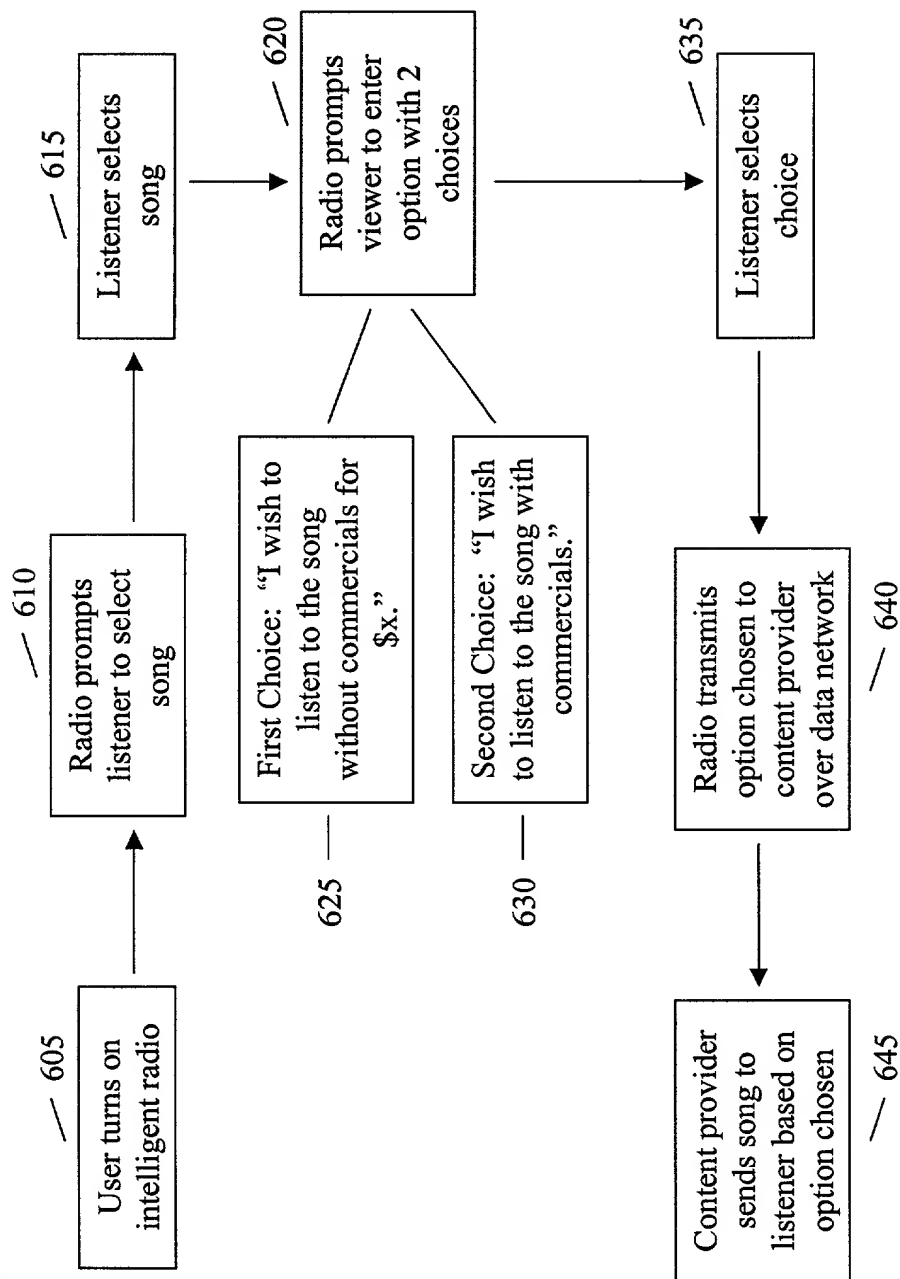 605
User turns on
intelligent radio
610
Radio prompts
listener to select
song
615
Listener selects
song
620
Radio prompts
viewer to enter
option with 2
choices
625
First Choice: “I wish to
listen to the song
without commercials for
$x.”
630
Second Choice: “I wish
to listen to the song with
commercials.”
635
Listener selects
choice
Radio transmits
option chosen to
content provider
over data network
640
Content provider
sends song to
listener based on
option chosen
645